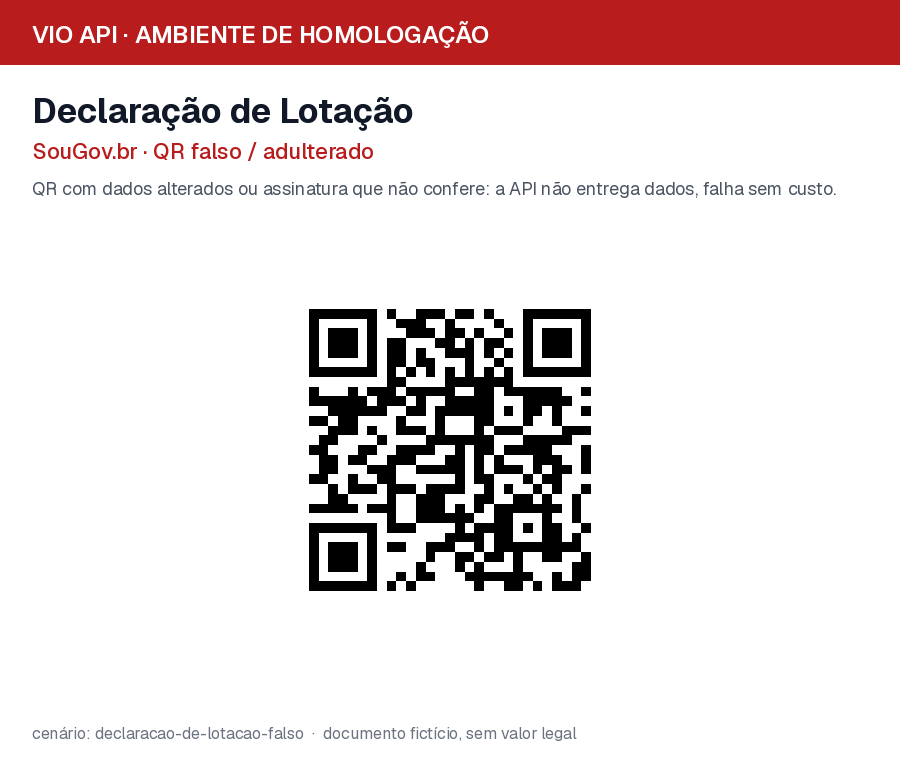 VIO API · AMBIENTE DE HOMOLOGAÇÃO
Declaração de Lotação
SouGov.br · QR falso / adulterado
QR com dados alterados ou assinatura que não confere: a API não entrega dados, falha sem custo.
cenário: declaracao-de-lotacao-falso · documento fictício, sem valor legal